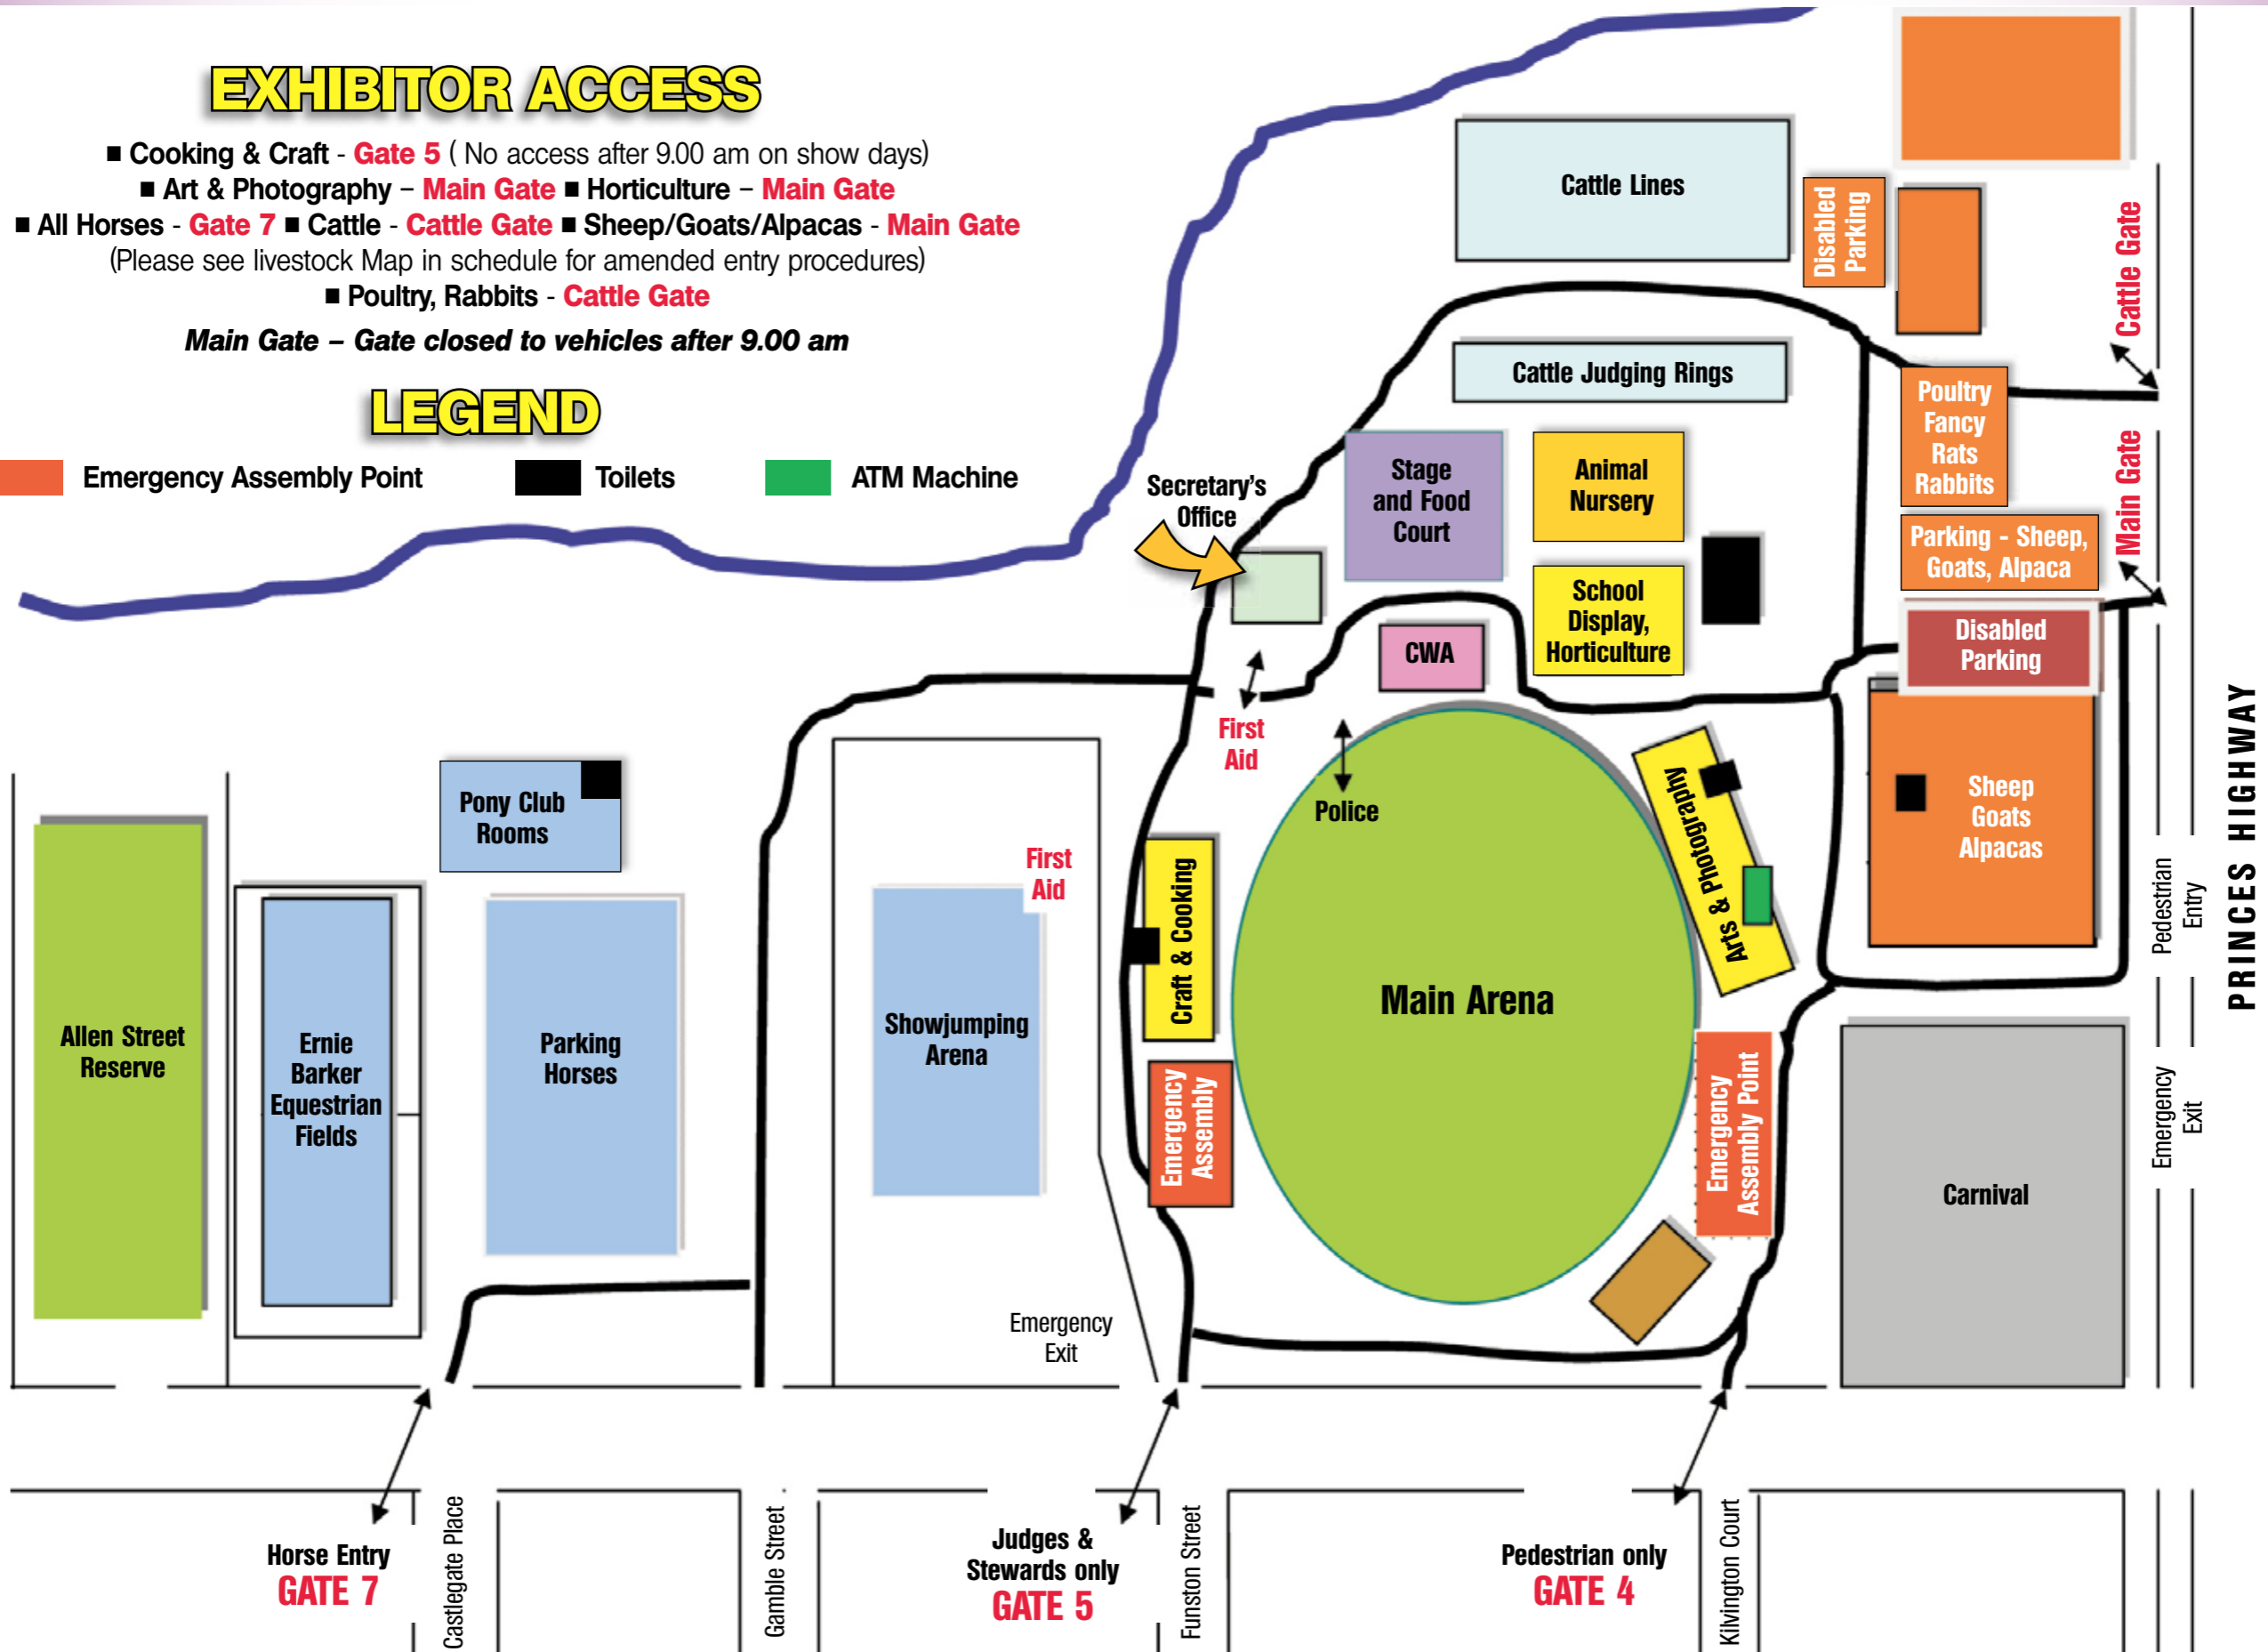 EXHIBITOR ACCESS
■ Cooking & Craft - Gate 5 ( No access after 9.00 am on show days)
■ Art & Photography – Main Gate ■ Horticulture – Main Gate
■ All Horses - Gate 7 ■ Cattle - Cattle Gate ■ Sheep/Goats/Alpacas - Main Gate
(Please see livestock Map in schedule for amended entry procedures)
■ Poultry, Rabbits - Cattle Gate
Main Gate – Gate closed to vehicles after 9.00 am
LEGEND
Emergency Assembly Point
Toilets
ATM Machine
Cattle Lines
Disabled
Parking
Cattle Gate
Cattle Judging Rings
Poultry
Fancy
Rats
Rabbits
Main Gate
Stage
and Food
Court
Animal
Nursery
Secretary's
Office
Parking - Sheep,
Goats, Alpaca
School
Display,
Horticulture
CWA
Disabled
Parking
First
Aid
Police
Arts & Photography
Sheep
Goats
Alpacas
PRINCES HIGHWAY
Pedestrian
Entry
Pony Club
Rooms
First
Aid
Craft & Cooking
Main Arena
Allen Street
Reserve
Ernie
Barker
Equestrian
Fields
Parking
Horses
Showjumping
Arena
Emergency
Assembly
Emergency
Assembly Point
Carnival
Emergency
Exit
Emergency
Exit
Horse Entry
GATE 7
Castlegate Place
Gamble Street
Judges &
Stewards only
GATE 5
Funston Street
Pedestrian only
GATE 4
Kilvington Court